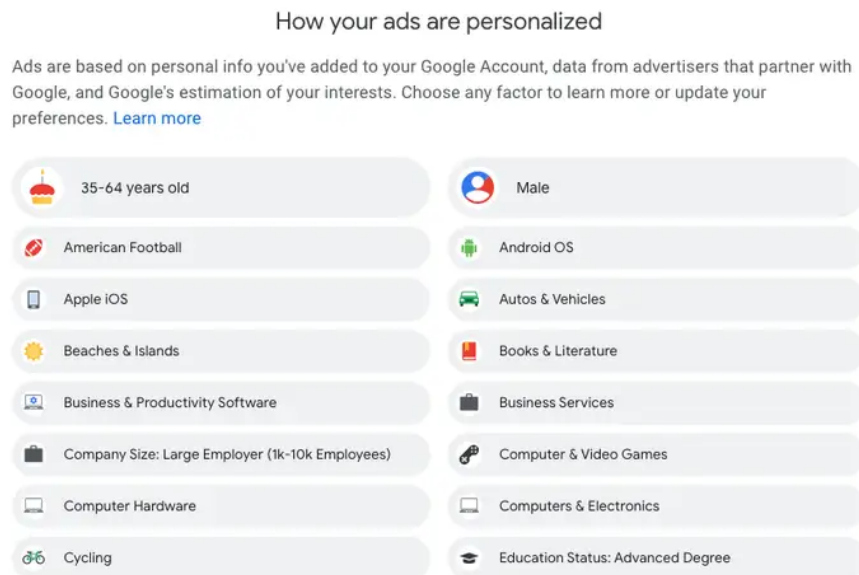 How your ads are personalized
Ads are based on personal info you've added to your Google Account, data from advertisers that partner with
Google, and Google's estimation of your interests. Choose any factor to learn more or update your
preferences. Learn more
35-64 years old
Male
American Football
Android OS
Apple iOS
Autos & Vehicles
Beaches & Islands
Books & Literature
Business & Productivity Software
Business Services
Company Size: Large Employer (1k-10k Employees)
Computer & Video Games
Computer Hardware
Computers & Electronics
Cycling
Education Status: Advanced Degree